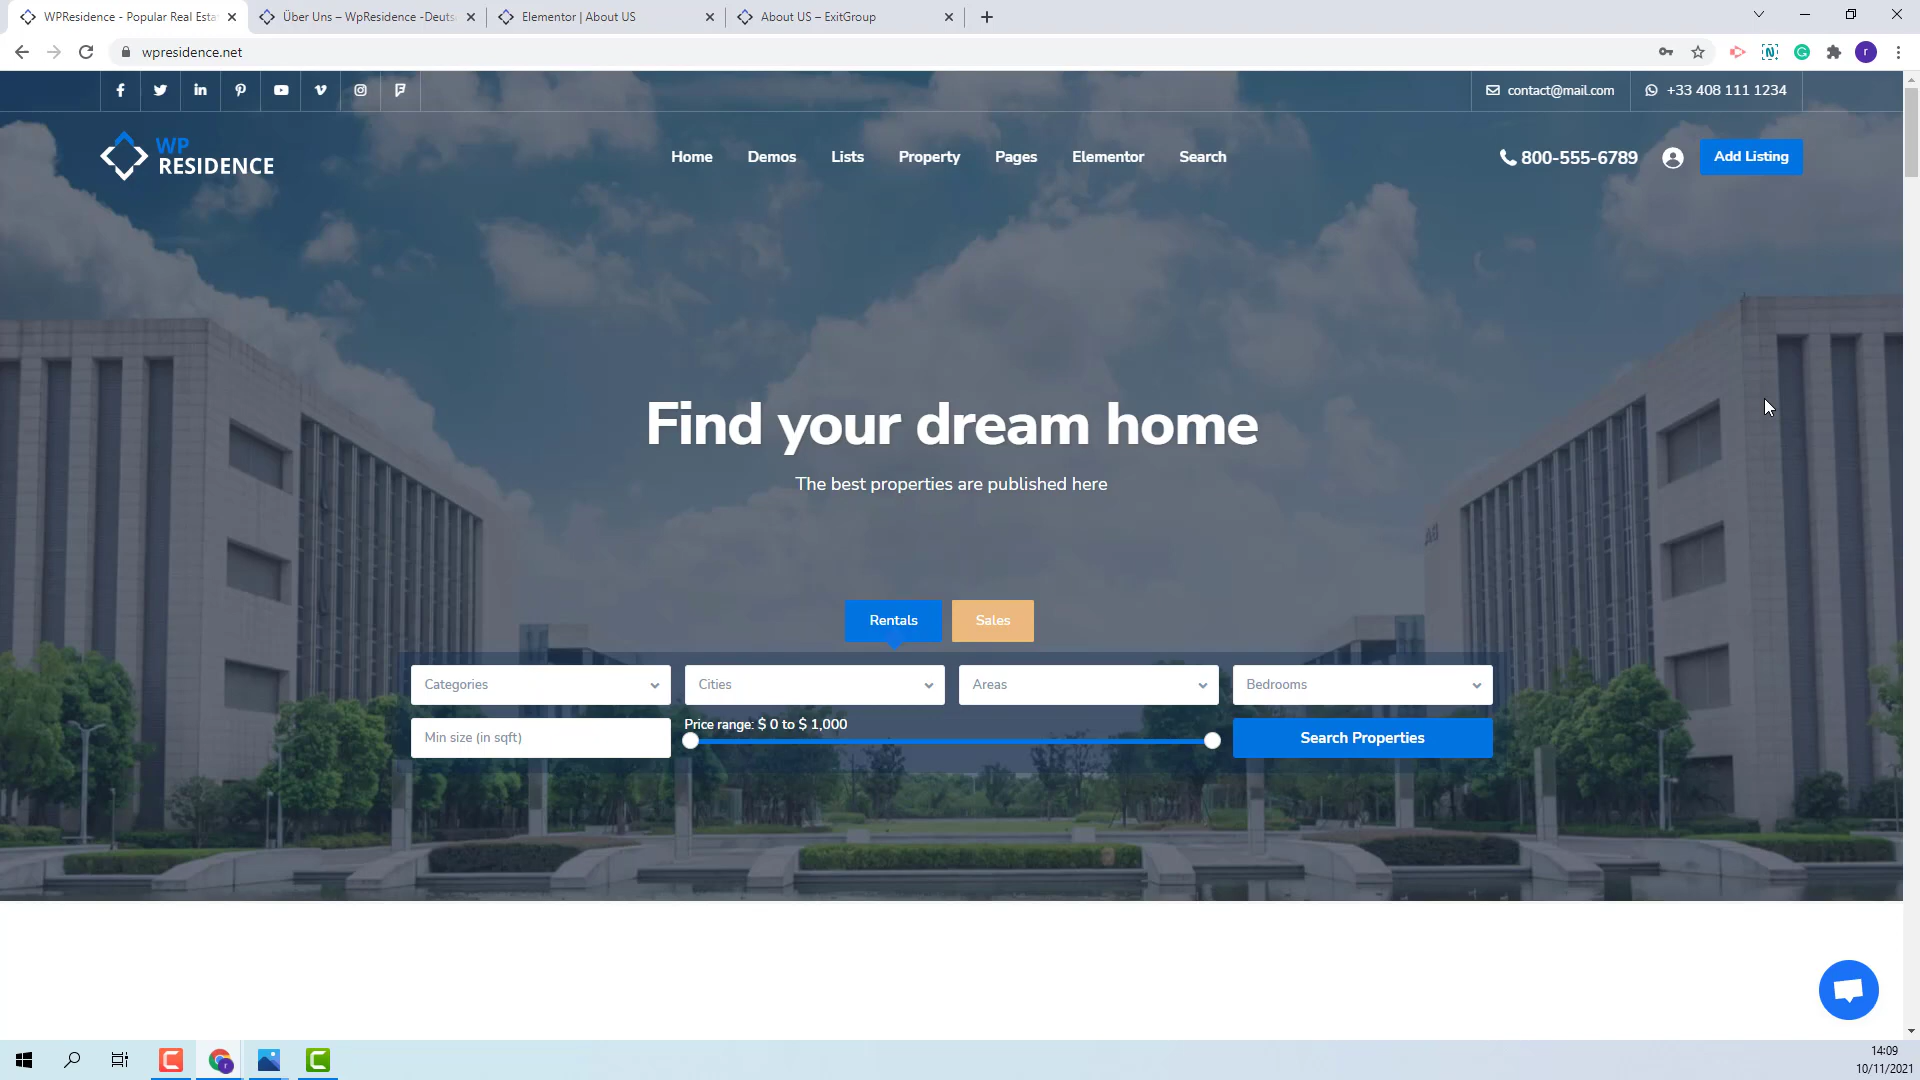 WPResidence - Popular Real Esta
Über Uns – WpResidence -Deuts
Elementor | About US
About US – ExitGroup
wpresidence.net
r
contact@mail.com
+33 408 111 1234
WP
RESIDENCE
Home
Demos
Lists
Property
Pages
Elementor
Search
800-555-6789
Add Listing
Find your dream home
The best properties are published here
Rentals
Sales
Categories
Cities
Areas
Bedrooms
Min size (in sqft)
Price range: $ 0 to $ 1,000
Search Properties
14:09
10/11/2021